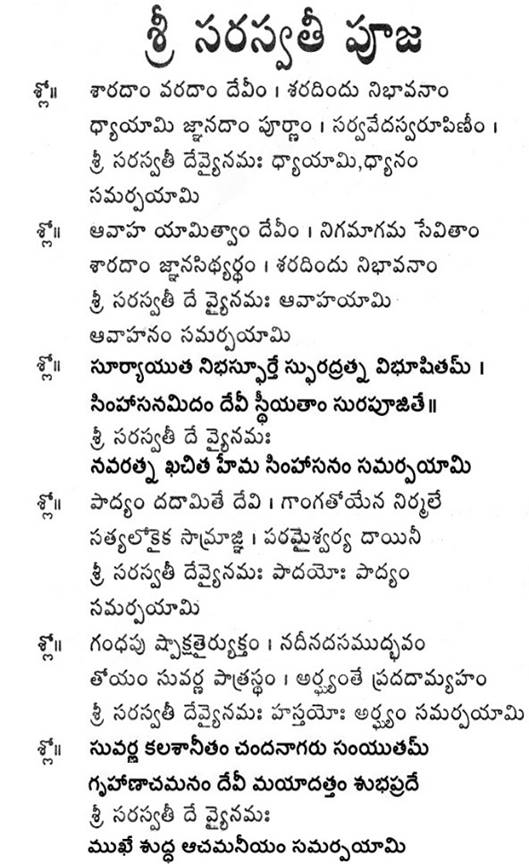 శ్రీ సరస్వతీ పూజ
శ్లో॥ శారదాం వరదాం దేవీం । శరదిందు నిభావనాం
ధ్యాయామి జ్ఞానదాం పూర్ణాం । సర్వవేదస్వరూపిణీం ।
శ్రీ సరస్వతీ దేవ్యైనమః ధ్యాయామి,ధ్యానం
సమర్పయామి
శ్లో॥ ఆవాహ యామిత్వాం దేవీం । నిగమాగమ సేవితాం
శారదాం జ్ఞానసిథ్యర్థం । శరదిందు నిభావనాం
శ్రీ సరస్వతీ దే వ్యైనమః ఆవాహయామి
ఆవాహనం సమర్పయామి
శ్లో॥ సూర్యాయుత నిభస్ఫూర్తే స్ఫురద్రత్న విభూషితమ్ ।
సింహాసనమిదం దేవీ స్థీయతాం సురపూజితే॥
శ్రీ సరస్వతీ దే వ్యైనమః
నవరత్న ఖచిత హేమ సింహాసనం సమర్పయామి
శ్లో॥ పాద్యం దదామితే దేవి । గాంగతోయేన నిర్మలే
సత్యలోకైక సామ్రాజ్ఞి । పరమైశ్వర్య దాయినీ
శ్రీ సరస్వతీ దేవ్యైనమః పాదయోః పాద్యం
సమర్పయామి
శ్లో॥ గంధపు ష్పాక్షతైర్యుక్తం । నదీనదసముద్భవం
తోయం సువర్ణ పాత్రస్థం । అర్ఘ్యంతే ప్రదదామ్యహం
శ్రీ సరస్వతీ దేవ్యైనమః హస్తయోః అర్ఘ్యం సమర్పయామి
శ్లో॥ సువర్ణ కలశానీతం చందనాగరు సంయుతమ్
గృహాణాచమనం దేవీ మయాదత్తం శుభప్రదే
శ్రీ సరస్వతీ దే వ్యైనమః
ముఖే శుద్ధ ఆచమనీయం సమర్పయామి